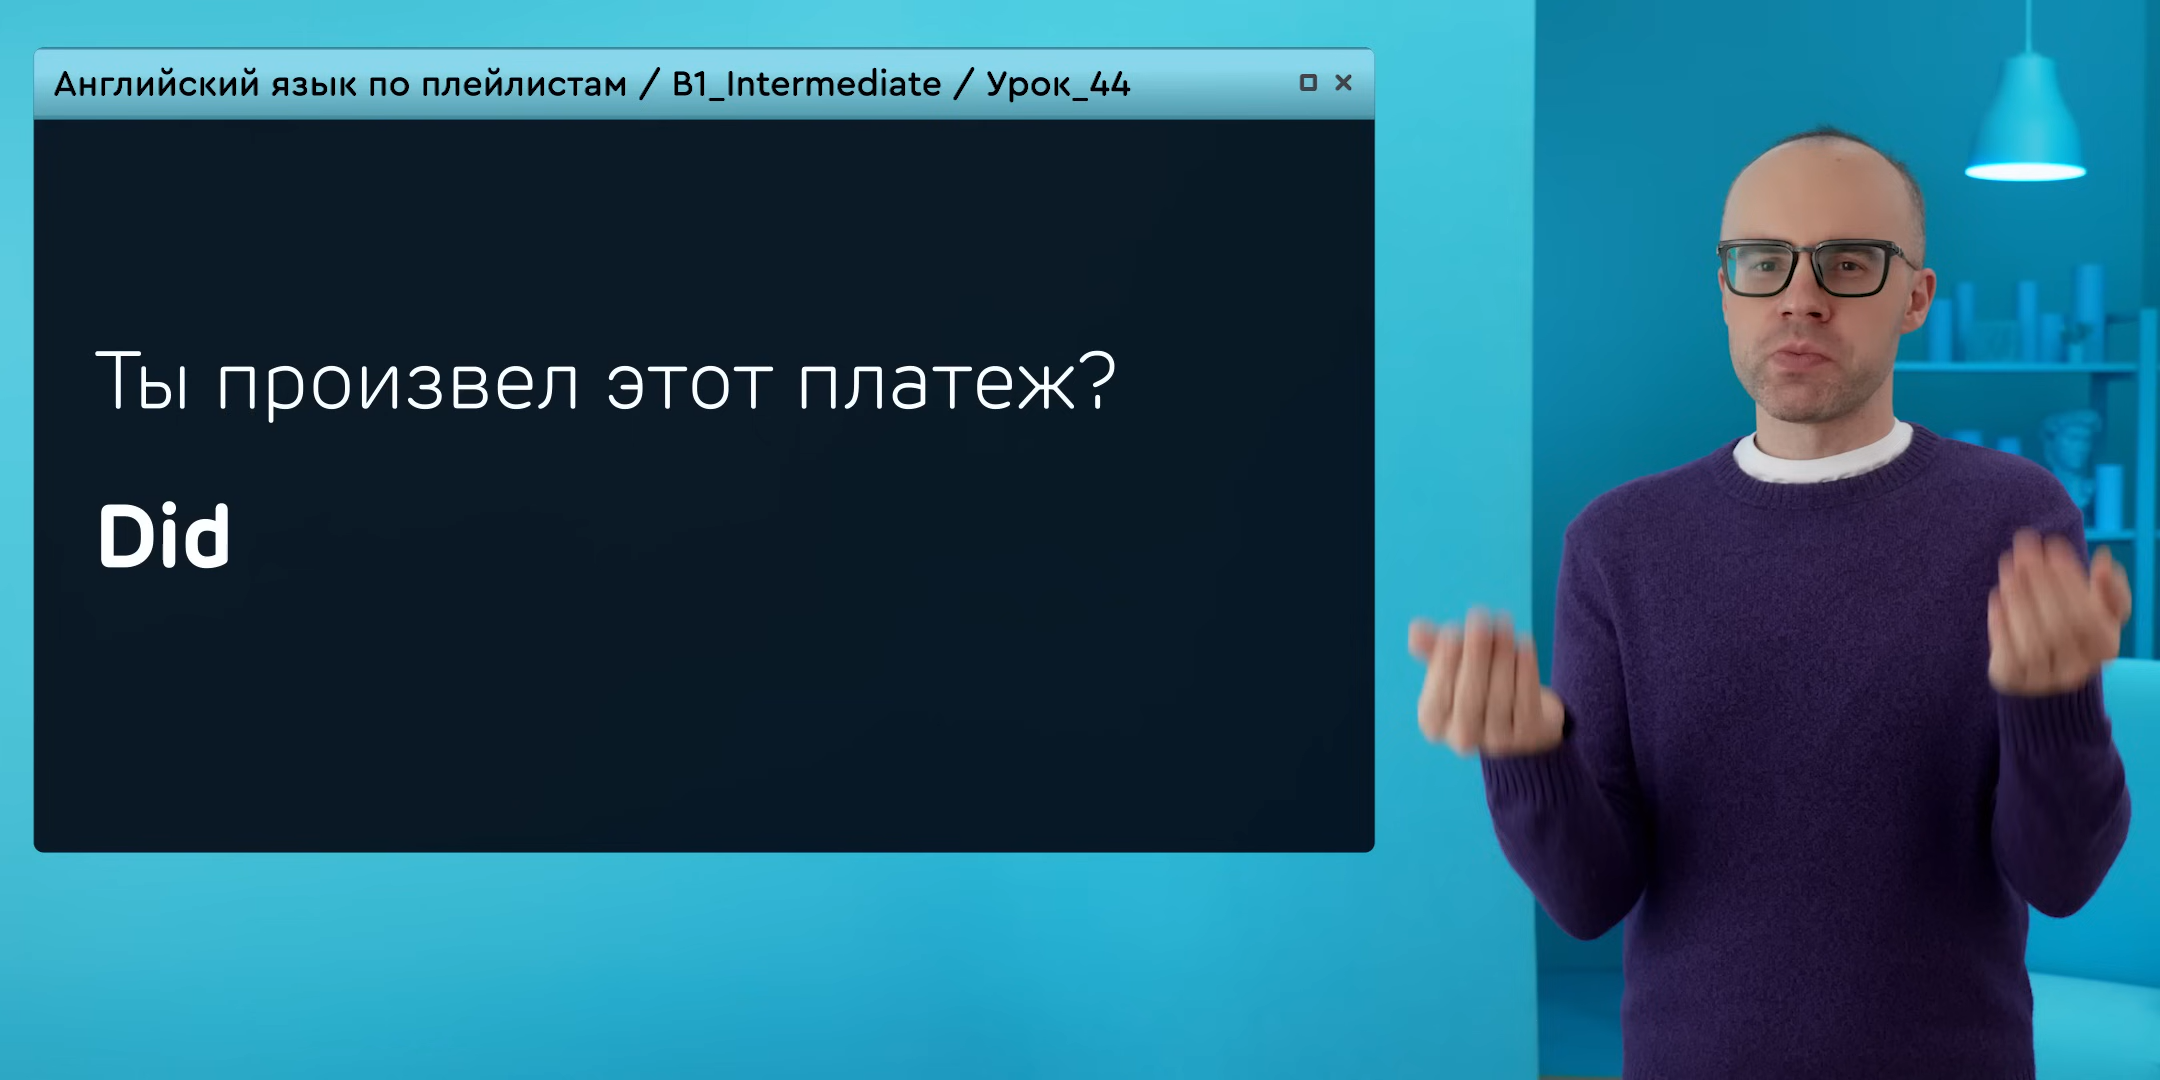 Английский язык по плейлистам / B1_Intermediate / Урок_44
Ты произвел этот платеж?
Did